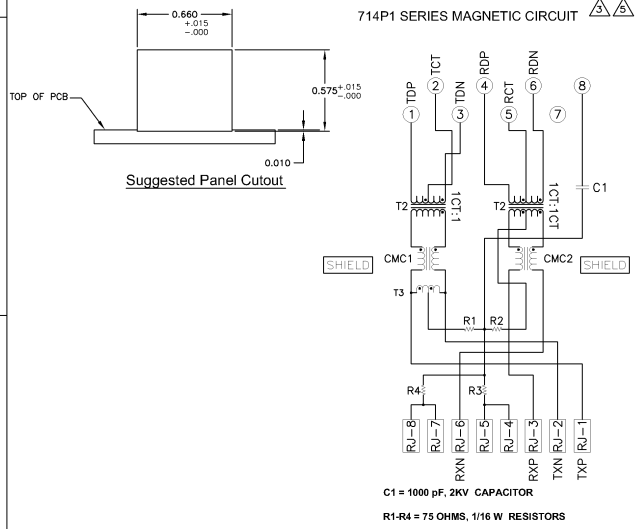 714P1 SERIES MAGNETIC CIRCUIT
3
5
0.660
+.015
-.000
0.575
+.015
-.000
TOP OF PCB
0.010
Suggested Panel Cutout
TDP
TCT
TDN
RDP
RCT
RDN
1
2
3
4
5
6
7
8
C1
T2
1CT:1
T2
1CT:1CT
SHIELD
CMC1
CMC2
SHIELD
T3
R1
R2
R4
R3
RJ-8
RJ-7
RJ-6
RJ-5
RJ-4
RJ-3
RJ-2
RJ-1
RXN
RXP
TXN
TXP
C1 = 1000 pF, 2KV CAPACITOR
R1-R4 = 75 OHMS, 1/16 W RESISTORS